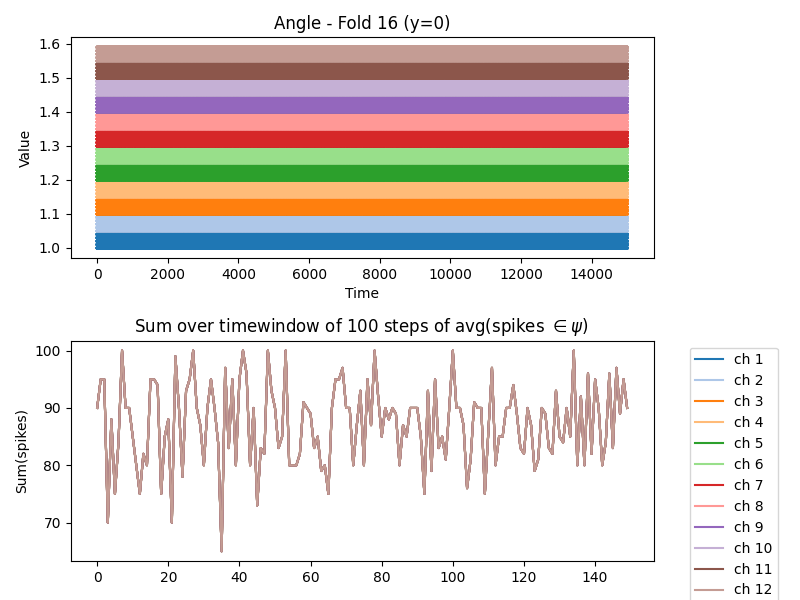 Angle - Fold 16 (y=0)
1.6
1.5
1.4
1.3
1.2
1.1
1.0
Value
0 2000 4000 6000 8000 10000 12000 14000
Time
Sum over timewindow of 100 steps of avg(spikes ∈ ψ)
100
90
80
70
Sum(spikes)
0 20 40 60 80 100 120 140
ch 1
ch 2
ch 3
ch 4
ch 5
ch 6
ch 7
ch 8
ch 9
ch 10
ch 11
ch 12